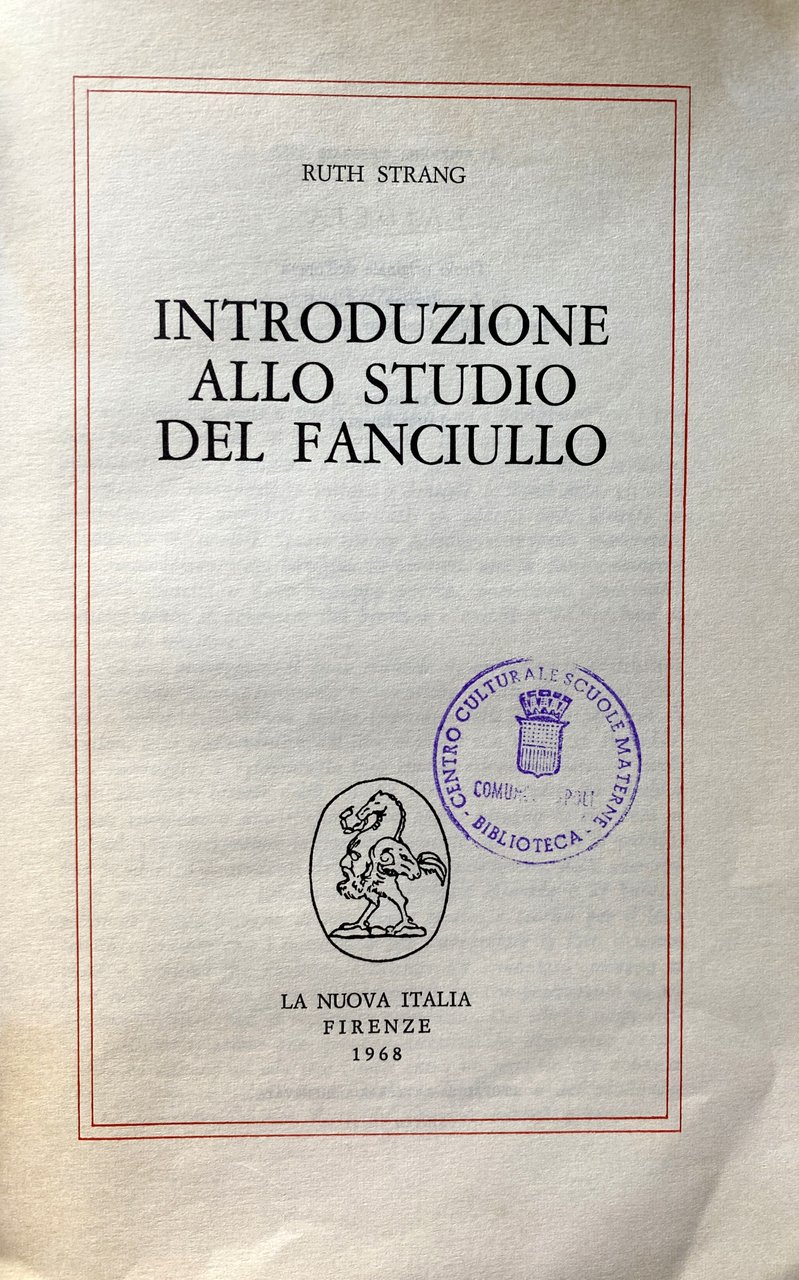 RUTH STRANG
INTRODUZIONE
ALLO STUDIO
DEL FANCIULLO
CENTRO CULTURALE SCUOLE MATERNE
- BIBLIOTECA -
LA NUOVA ITALIA
FIRENZE
1968